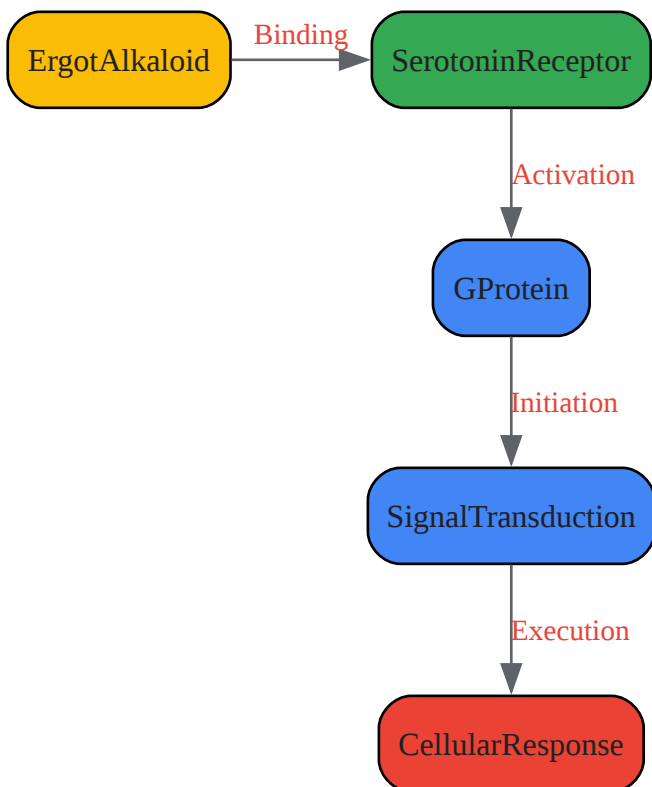 Binding
ErgotAlkaloid
SerotoninReceptor
Activation
GProtein
Initiation
SignalTransduction
Execution
CellularResponse